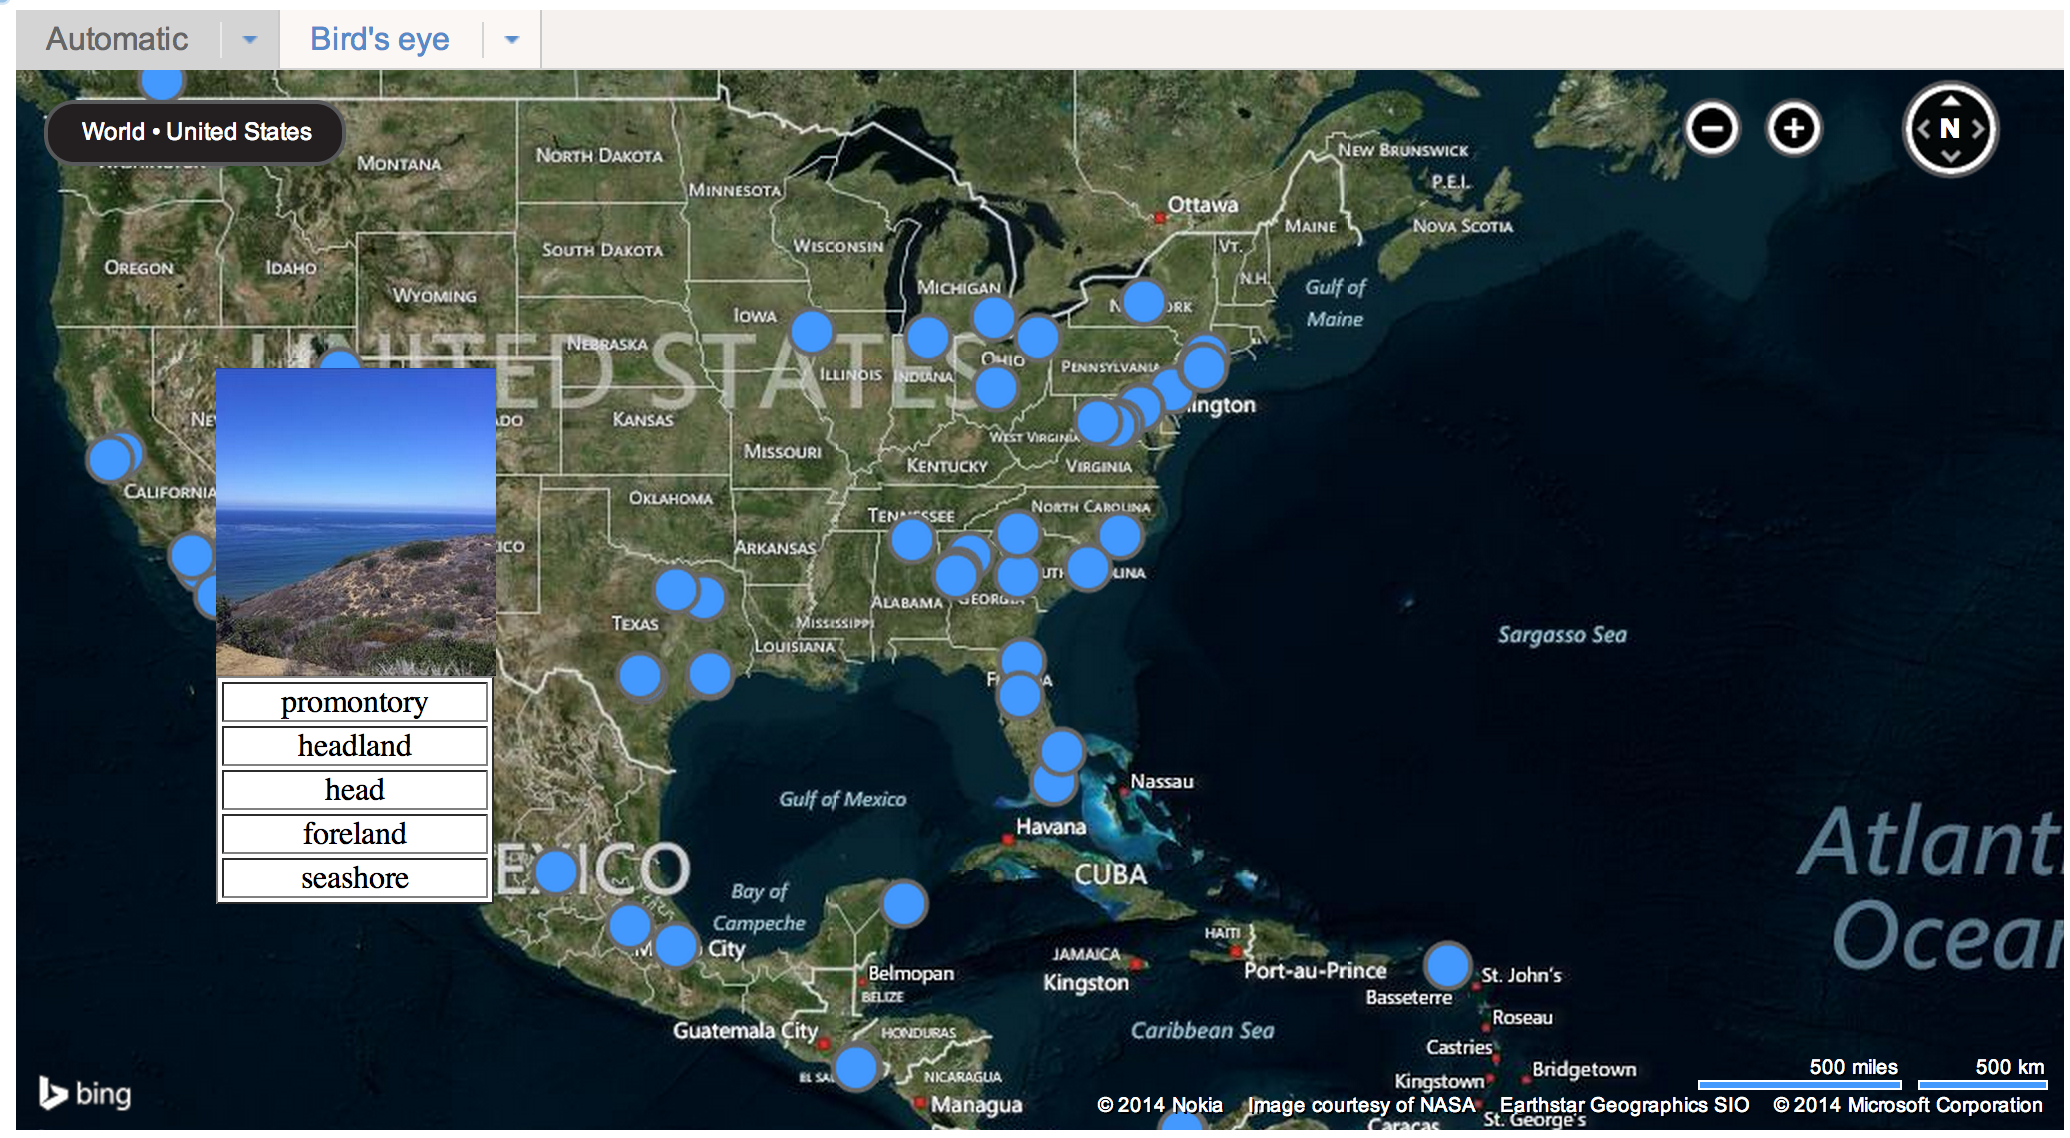 Automatic
Bird's eye
World • United States
N
MONTANA
NORTH DAKOTA
MINNESOTA
SOUTH DAKOTA
WISCONSIN
MICHIGAN
Ottawa
NEW BRUNSWICK
P.E.I.
MAINE
NOVA SCOTIA
VT.
N.H.
OREGON
IDAHO
WYOMING
IOWA
NEBRASKA
UNITED STATES
Gulf of
Maine
ILLINOIS
INDIANA
OHIO
PENNSYLVANIA
ington
KANSAS
MISSOURI
WEST VIRGINIA
KENTUCKY
VIRGINIA
CALIFORNIA
OKLAHOMA
TENNESSEE
NORTH CAROLINA
ARKANSAS
ALABAMA
GEORGIA
TEXAS
MISSISSIPPI
LOUISIANA
Sargasso Sea
promontory
headland
head
foreland
seashore
Gulf of Mexico
Nassau
Havana
CUBA
EXICO
Bay of
Campeche
City
Atlant
Ocean
HAITI
Port-au-Prince
JAMAICA
Kingston
Belmopan
BELIZE
St. John's
Basseterre
Roseau
Guatemala City
HONDURAS
Caribbean Sea
Castries
Bridgetown
Kingstown
EL SA
NICARAGUA
Managua
St. George's
Caracas
500 miles
500 km
bing
© 2014 Nokia Image courtesy of NASA Earthstar Geographics SIO © 2014 Microsoft Corporation